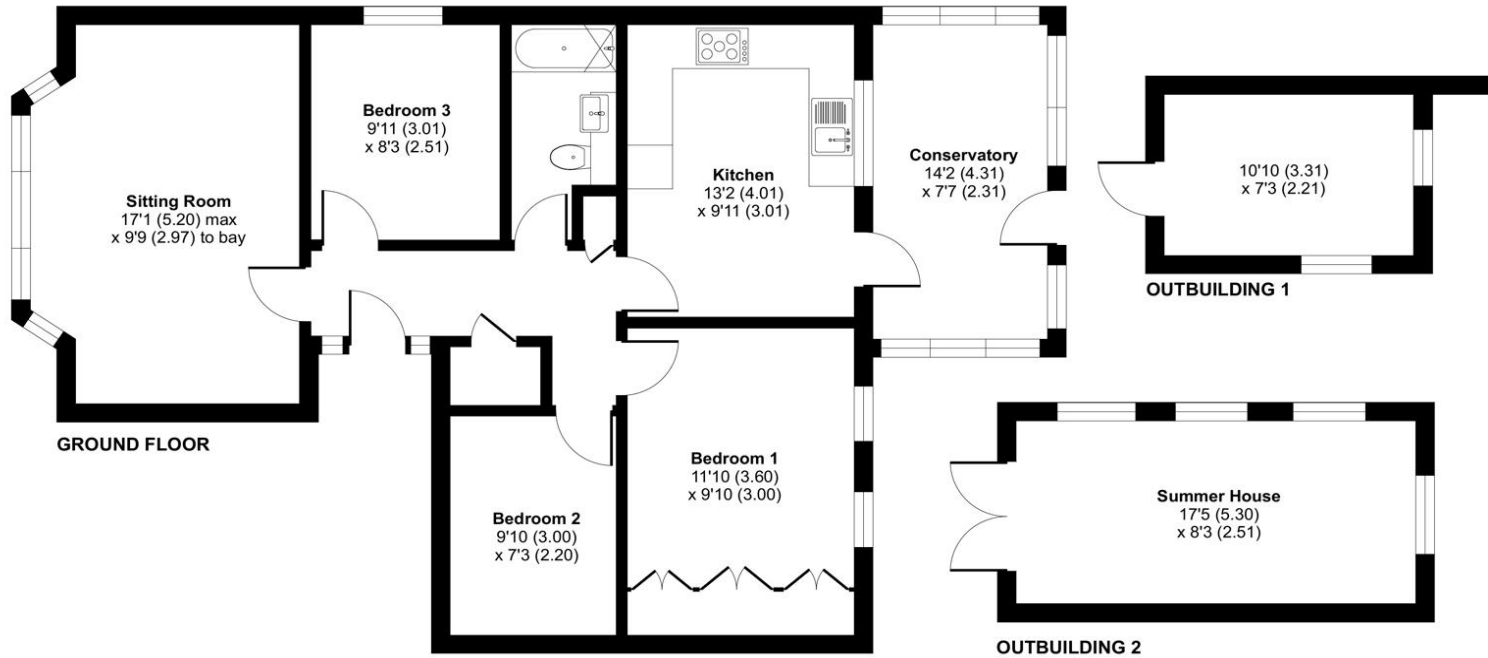 Sitting Room
17'1 (5.20) max
x 9'9 (2.97) to bay
Bedroom 3
9'11 (3.01)
x 8'3 (2.51)
Kitchen
13'2 (4.01)
x 9'11 (3.01)
Conservatory
14'2 (4.31)
x 7'7 (2.31)
10'10 (3.31)
x 7'3 (2.21)
OUTBUILDING 1
GROUND FLOOR
Bedroom 2
9'10 (3.00)
x 7'3 (2.20)
Bedroom 1
11'10 (3.60)
x 9'10 (3.00)
Summer House
17'5 (5.30)
x 8'3 (2.51)
OUTBUILDING 2